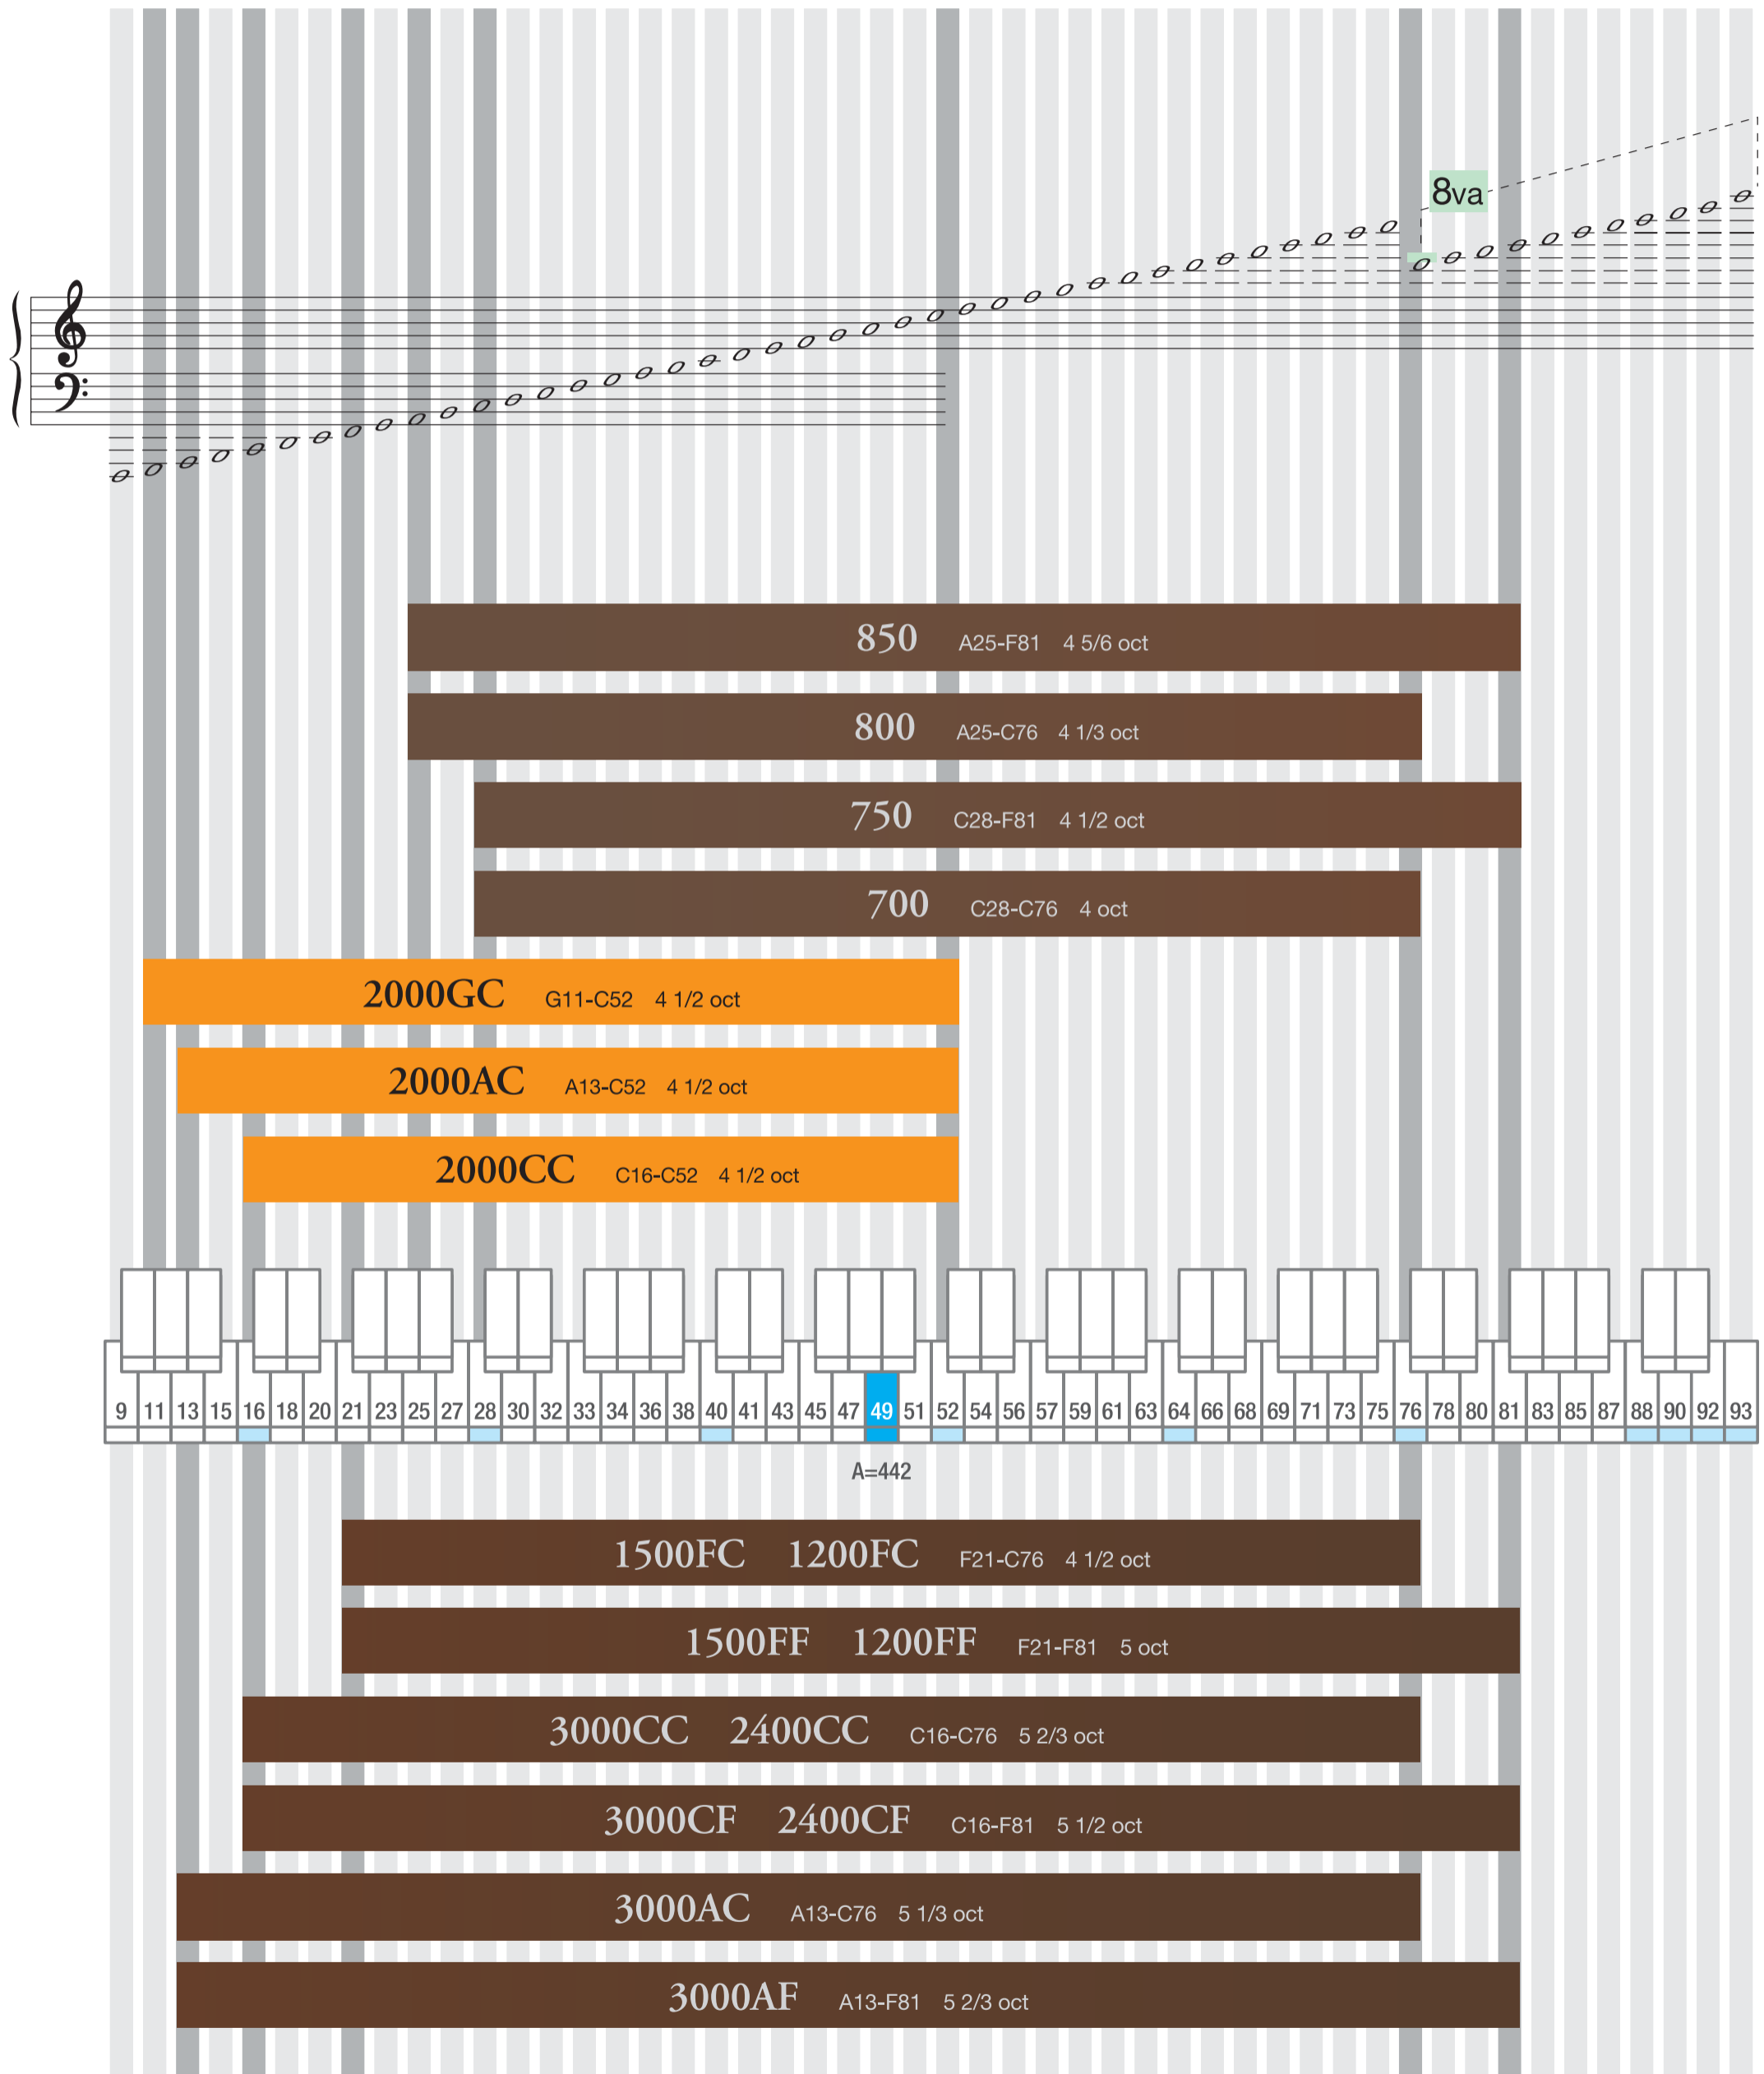 8va
850 A25-F81 4 5/6 oct
800 A25-C76 4 1/3 oct
750 C28-F81 4 1/2 oct
700 C28-C76 4 oct
2000GC G11-C52 4 1/2 oct
2000AC A13-C52 4 1/2 oct
2000CC C16-C52 4 1/2 oct
9 11 13 15 16 18 20 21 23 25 27 28 30 32 33 34 36 38 40 41 43 45 47 49 51 52 54 56 57 59 61 63 64 66 68 69 71 73 75 76 78 80 81 83 85 87 88 90 92 93
A=442
1500FC 1200FC F21-C76 4 1/2 oct
1500FF 1200FF F21-F81 5 oct
3000CC 2400CC C16-C76 5 2/3 oct
3000CF 2400CF C16-F81 5 1/2 oct
3000AC A13-C76 5 1/3 oct
3000AF A13-F81 5 2/3 oct